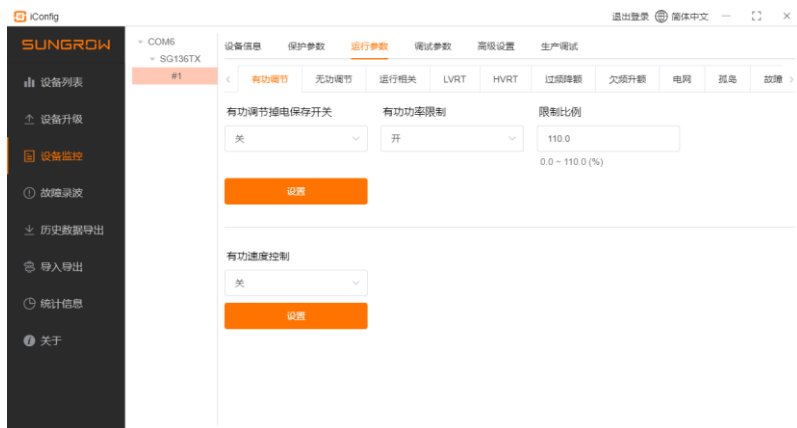 iConfig
退出登录 简体中文
SUNGROW
设备列表
设备升级
设备监控
故障录波
历史数据导出
导入导出
统计信息
关于
COM6
SG136TX
#1
设备信息 保护参数 运行参数 调试参数 高级设置 生产调试
有功调节 无功调节 运行相关 LVRT HVRT 过频降额 欠频升额 电网 孤岛 故障
有功调节掉电保存开关 有功功率限制 限制比例
关 开 110.0
0.0 ~ 110.0 (%)
设置
有功速度控制
关
设置